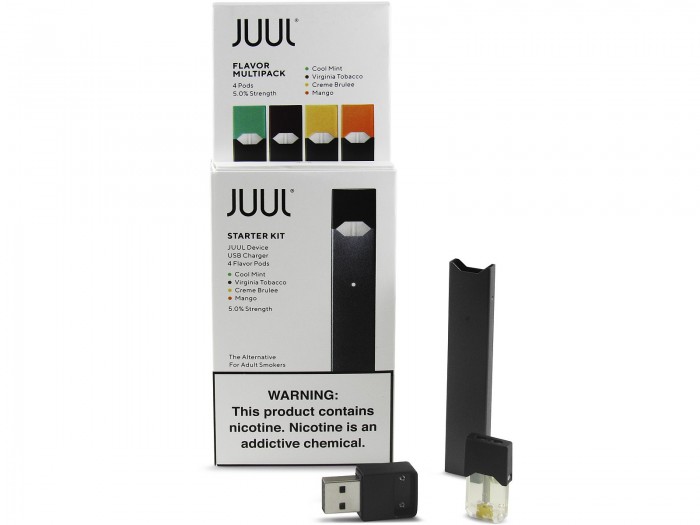 JUUL®
FLAVOR
MULTIPACK
4 Pods
5.0% Strength
Cool Mint
Virginia Tobacco
Creme Brulee
Mango
JUUL®
STARTER KIT
JUUL Device
USB Charger
4 Flavor Pods
Cool Mint
Virginia Tobacco
Creme Brulee
Mango
5.0% Strength
The Alternative
For Adult Smokers
WARNING:
This product contains
nicotine. Nicotine is an
addictive chemical.